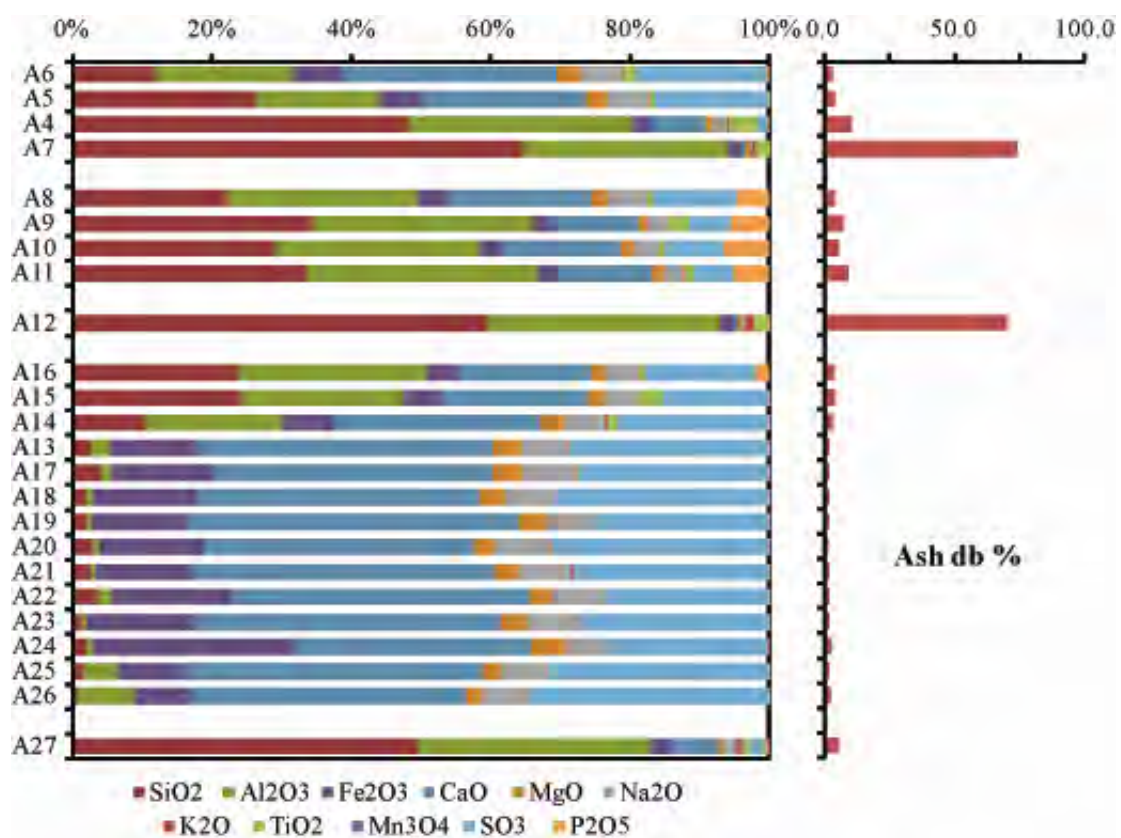 0% 20% 40% 60% 80% 100% 0.0 50.0 100.0
A6
A5
A4
A7
A8
A9
A10
A11
A12
A16
A15
A14
A13
A17
A18
A19
A20
A21
A22
A23
A24
A25
A26
A27
Ash db %
SiO2 Al2O3 Fe2O3 CaO MgO Na2O
K2O TiO2 Mn3O4 SO3 P2O5